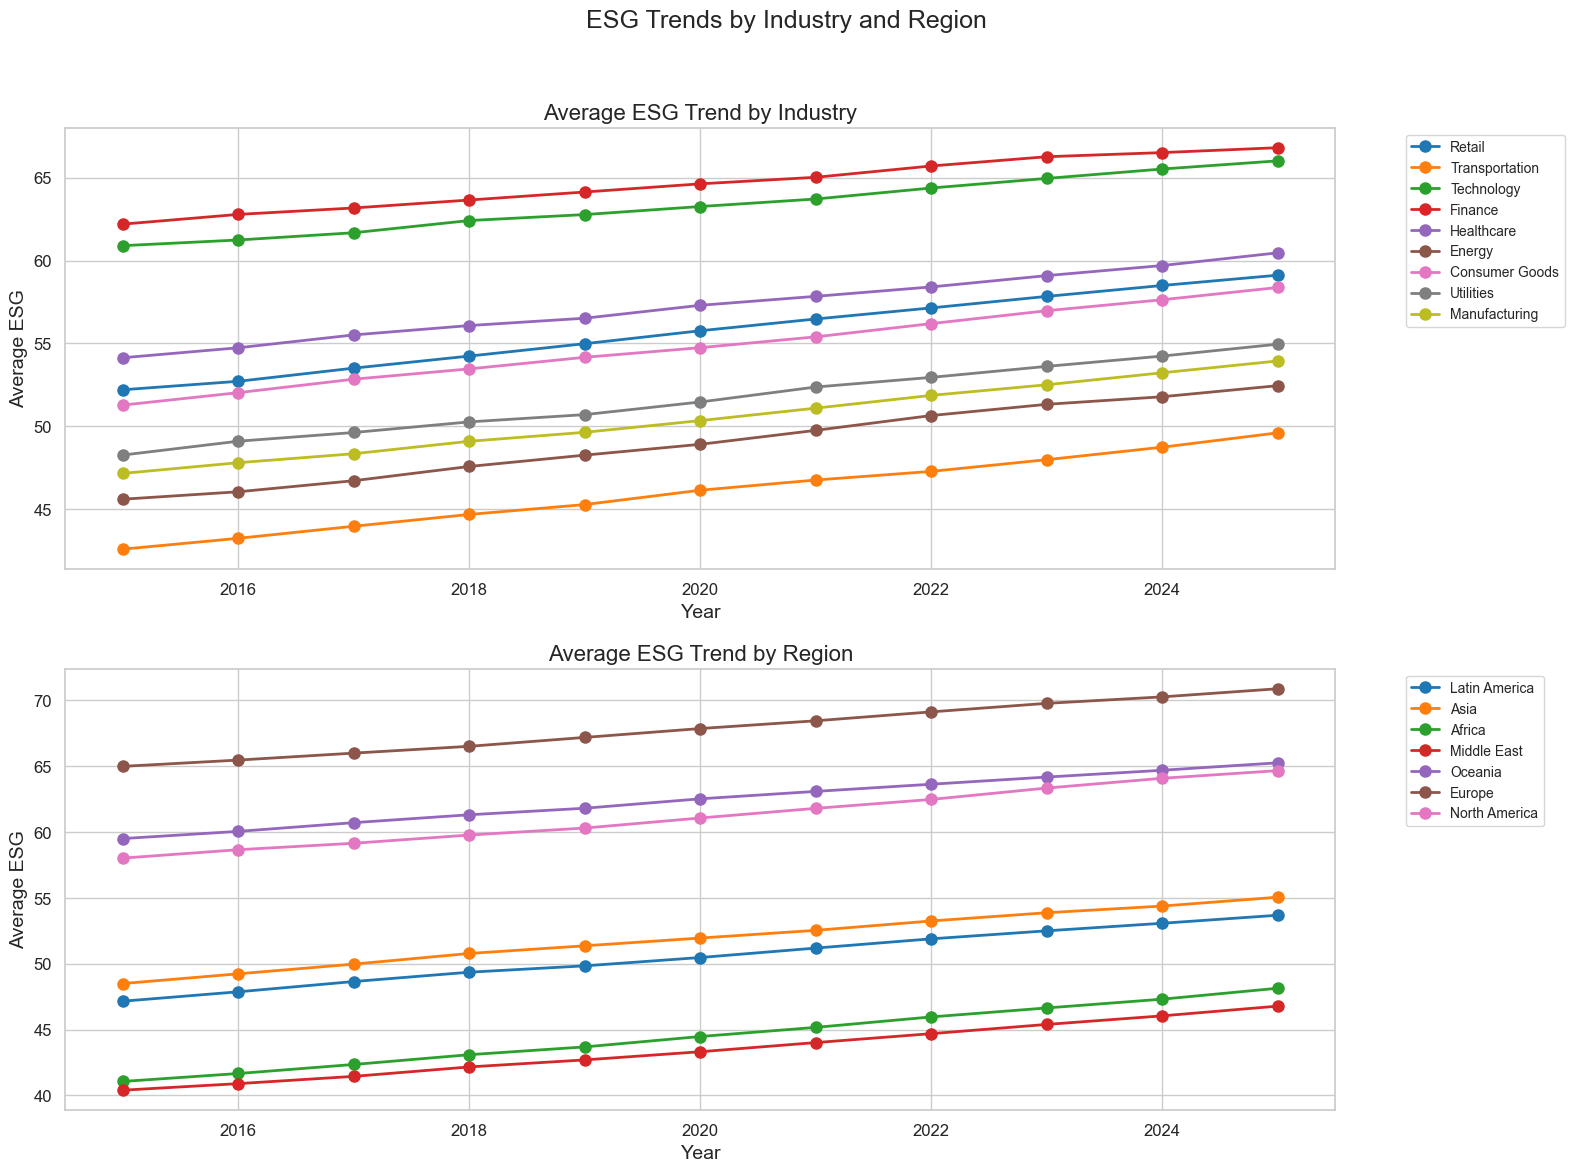 ESG Trends by Industry and Region
Average ESG Trend by Industry
Average ESG
65
60
55
50
45
2016
2018
2020
2022
2024
Year
Retail
Transportation
Technology
Finance
Healthcare
Energy
Consumer Goods
Utilities
Manufacturing
Average ESG Trend by Region
Average ESG
70
65
60
55
50
45
40
2016
2018
2020
2022
2024
Year
Latin America
Asia
Africa
Middle East
Oceania
Europe
North America